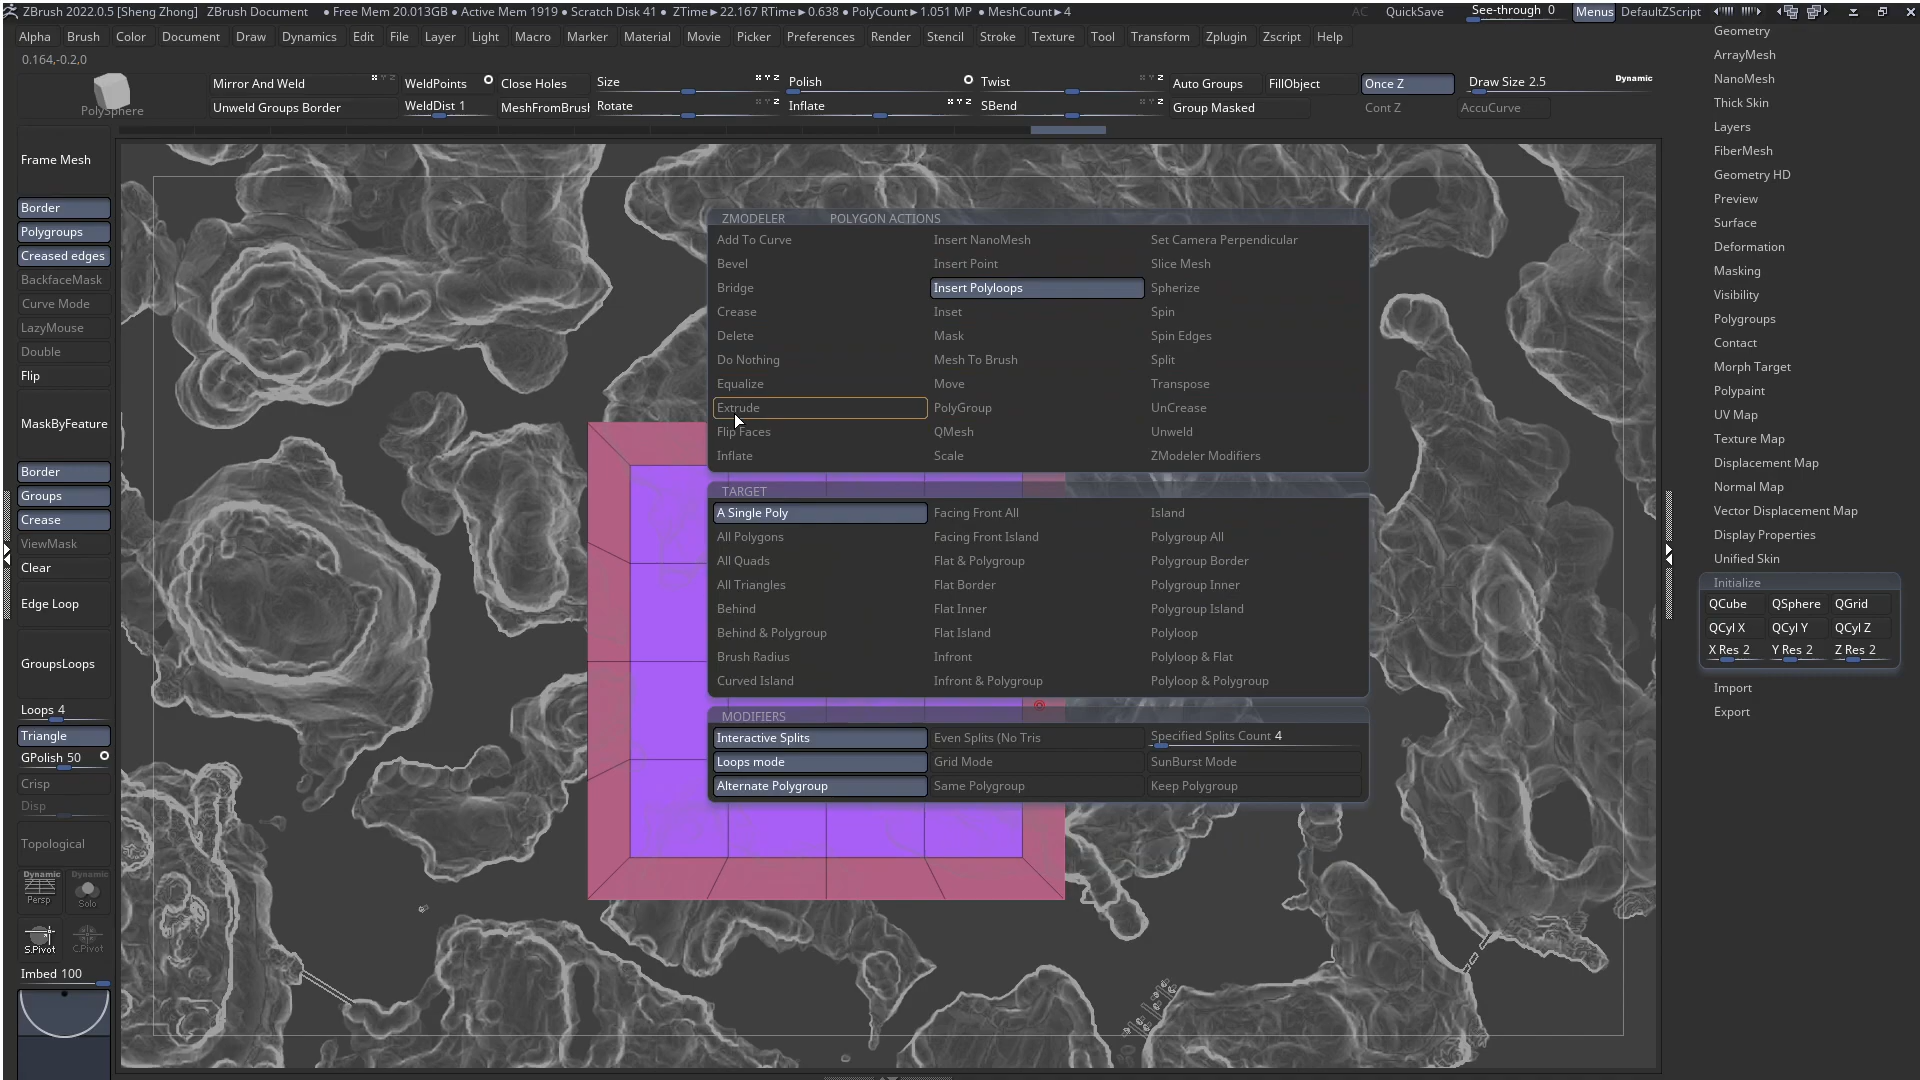 ZBrush 2022.0.5 [Sheng Zhong] ZBrush Document • Free Mem 20.013GB • Active Mem 1919 • Scratch Disk 41 • ZTime►22.167 RTime►0.638 • PolyCount►1.051 MP • MeshCount►4 AC QuickSave See-through 0 Menus DefaultZScript
Alpha Brush Color Document Draw Dynamics Edit File Layer Light Macro Marker Material Movie Picker Preferences Render Stencil Stroke Texture Tool Transform Zplugin Zscript Help
0.164,-0.2,0
PolySphere
Mirror And Weld WeldPoints Close Holes Size Polish Twist Auto Groups FillObject Once Z Draw Size 2.5 Dynamic
Unweld Groups Border WeldDist 1 MeshFromBrush Rotate Inflate SBend Group Masked Cont Z AccuCurve
Frame Mesh
Border
Polygroups
Creased edges
BackfaceMask
Curve Mode
LazyMouse
Double
Flip
MaskByFeature
Border
Groups
Crease
ViewMask
Clear
Edge Loop
GroupsLoops
Loops 4
Triangle
GPolish 50
Crisp
Disp
Topological
Dynamic Dynamic
Persp Solo
S.Pivot C.Pivot
Imbed 100
ZMODELER POLYGON ACTIONS
Add To Curve Insert NanoMesh Set Camera Perpendicular
Bevel Insert Point Slice Mesh
Bridge Insert Polyloops Spherize
Crease Inset Spin
Delete Mask Spin Edges
Do Nothing Mesh To Brush Split
Equalize Move Transpose
Extrude PolyGroup UnCrease
Flip Faces QMesh Unweld
Inflate Scale ZModeler Modifiers
TARGET
A Single Poly Facing Front All Island
All Polygons Facing Front Island Polygroup All
All Quads Flat & Polygroup Polygroup Border
All Triangles Flat Border Polygroup Inner
Behind Flat Inner Polygroup Island
Behind & Polygroup Flat Island Polyloop
Brush Radius Infront Polyloop & Flat
Curved Island Infront & Polygroup Polyloop & Polygroup
MODIFIERS
Interactive Splits Even Splits (No Tris Specified Splits Count 4
Loops mode Grid Mode SunBurst Mode
Alternate Polygroup Same Polygroup Keep Polygroup
Geometry
ArrayMesh
NanoMesh
Thick Skin
Layers
FiberMesh
Geometry HD
Preview
Surface
Deformation
Masking
Visibility
Polygroups
Contact
Morph Target
Polypaint
UV Map
Texture Map
Displacement Map
Normal Map
Vector Displacement Map
Display Properties
Unified Skin
Initialize
QCube QSphere QGrid
QCyl X QCyl Y QCyl Z
X Res 2 Y Res 2 Z Res 2
Import
Export